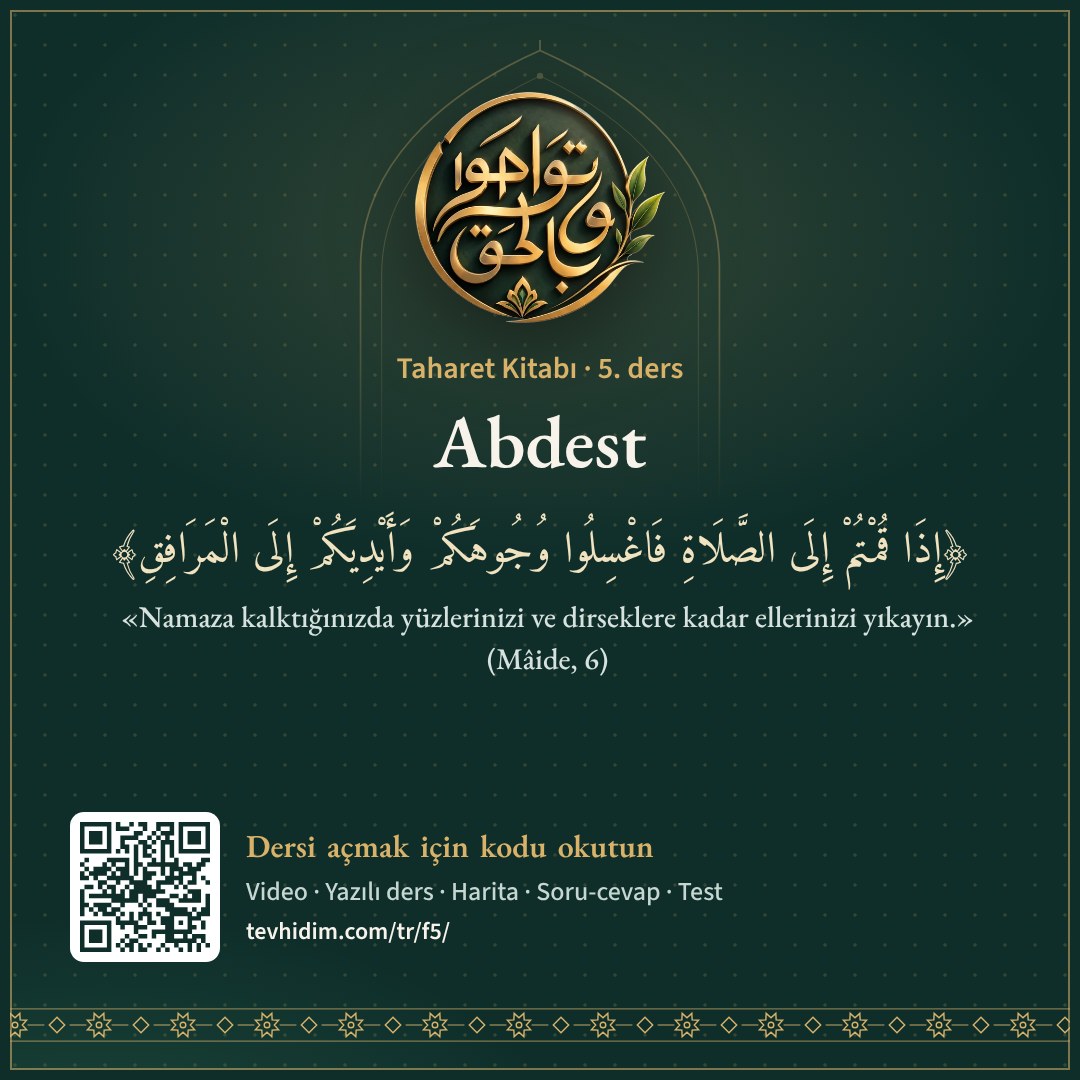 وتواصوا بالحق
Taharet Kitabı · 5. ders
Abdest
﴿إِذَا قُمْتُمْ إِلَى الصَّلَاةِ فَاغْسِلُوا وُجُوهَكُمْ وَأَيْدِيَكُمْ إِلَى الْمَرَافِقِ﴾
«Namaza kalktığınızda yüzlerinizi ve dirseklere kadar ellerinizi yıkayın.»
(Mâide, 6)
Dersi açmak için kodu okutun
Video · Yazılı ders · Harita · Soru-cevap · Test
tevhidim.com/tr/f5/